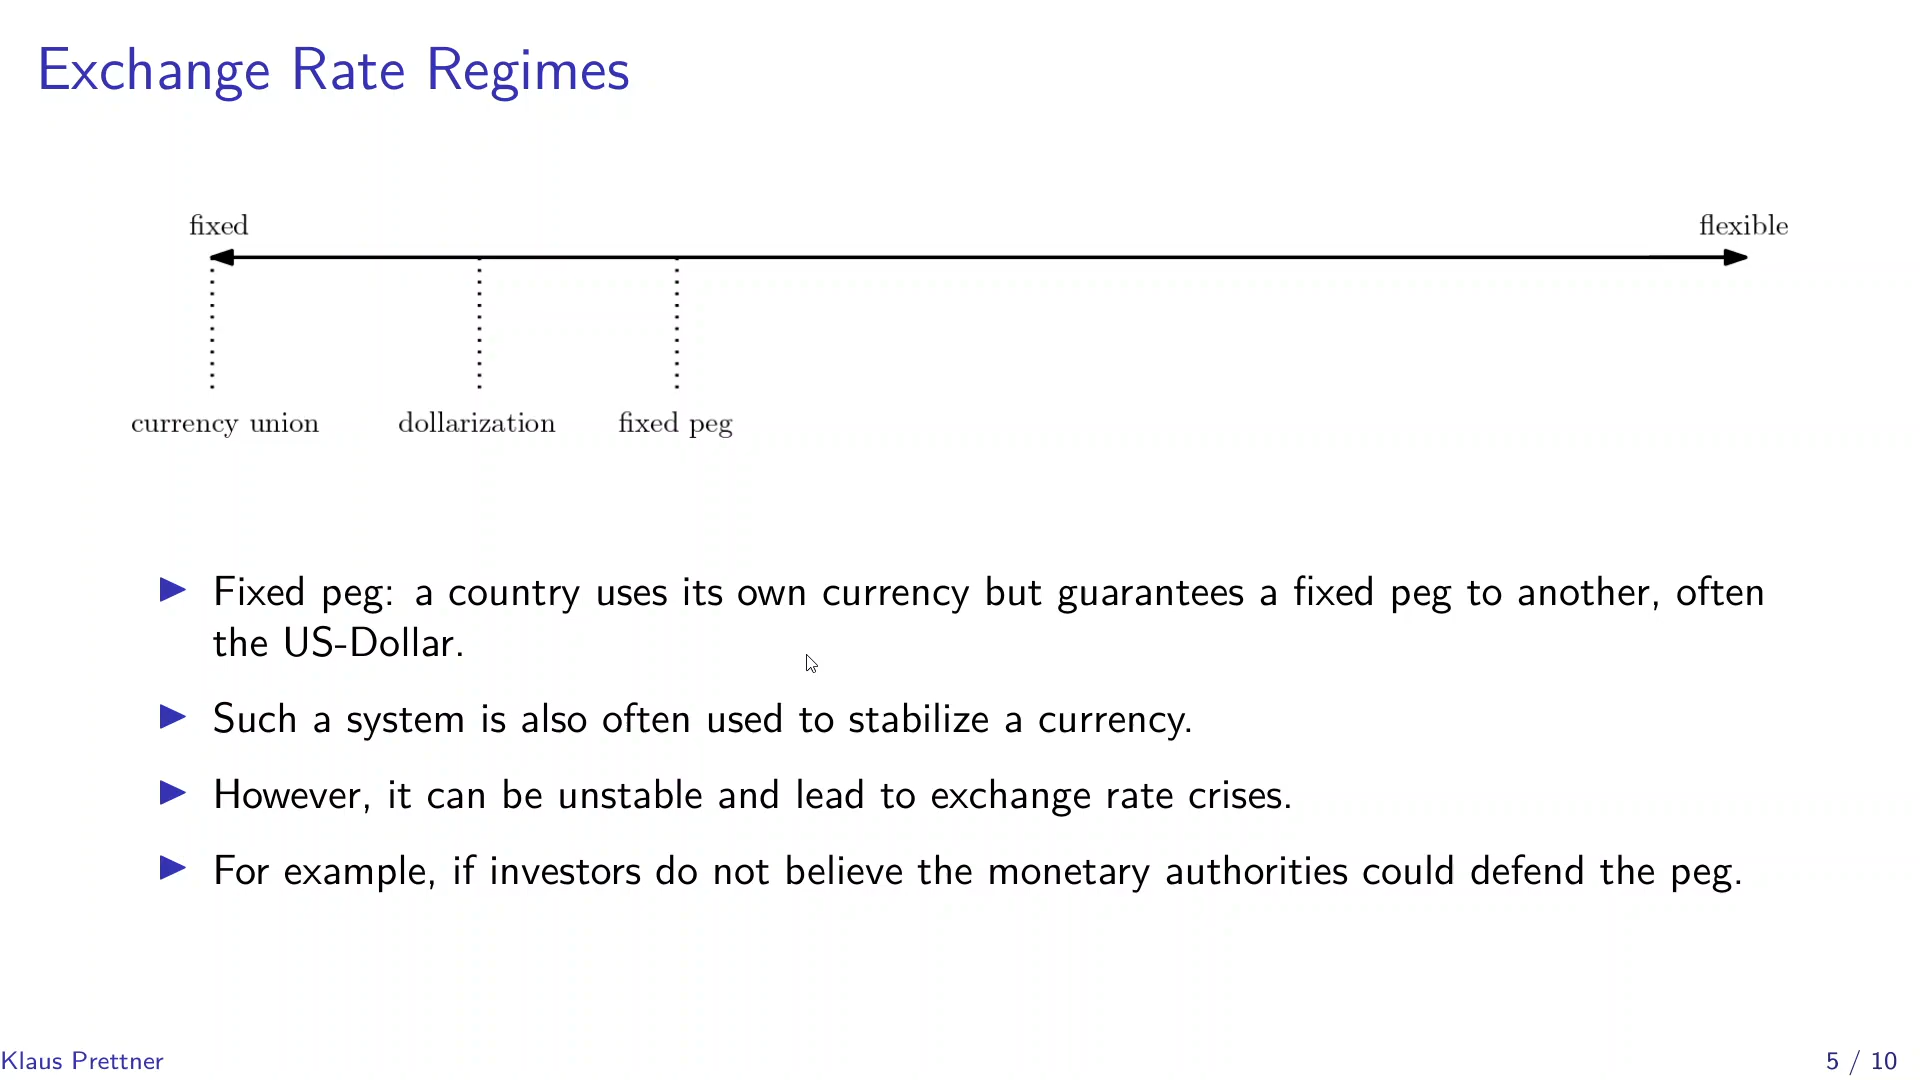 Exchange Rate Regimes
fixed
flexible
currency union
dollarization
fixed peg
Fixed peg: a country uses its own currency but guarantees a fixed peg to another, often
the US-Dollar.
Such a system is also often used to stabilize a currency.
However, it can be unstable and lead to exchange rate crises.
For example, if investors do not believe the monetary authorities could defend the peg.
Klaus Prettner
5 / 10